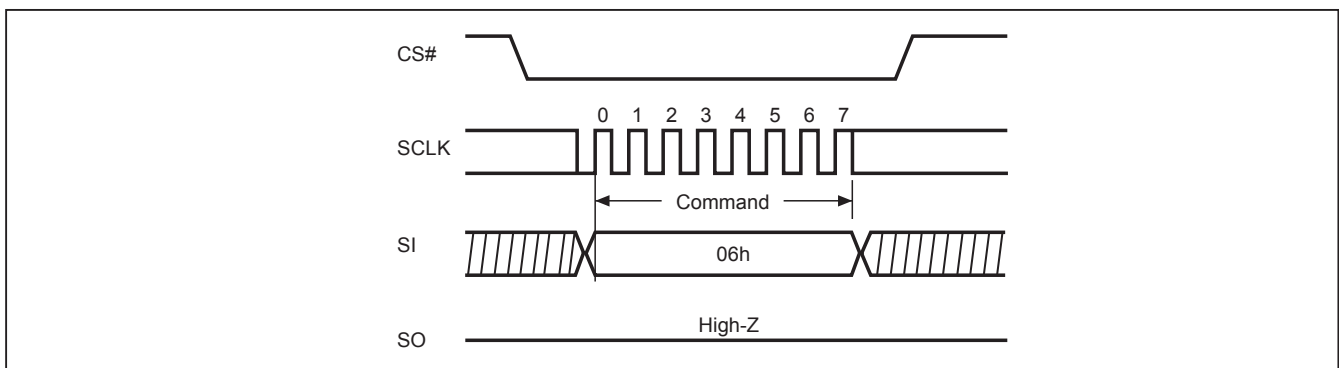 CS#
0 1 2 3 4 5 6 7
SCLK
Command
SI
06h
High-Z
SO